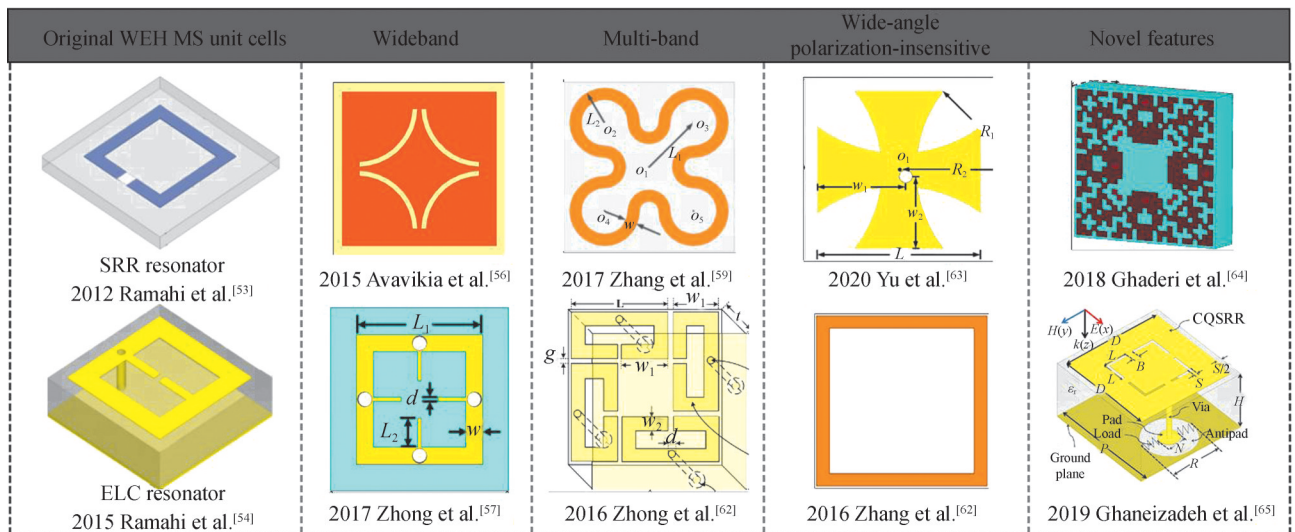 Original WEH MS unit cells
Wideband
Multi-band
Wide-angle
polarization-insensitive
Novel features
SRR resonator
2012 Ramahi et al.[53]
2015 Avavikia et al.[56]
L2
o2
o3
L1
o1
o4
w
o5
2017 Zhang et al.[59]
R1
o1
R2
w1
w2
L
2020 Yu et al.[63]
2018 Ghaderi et al.[64]
ELC resonator
2015 Ramahi et al.[54]
L1
d
L2
w
2017 Zhong et al.[57]
L
w1
t
g
w1
w2
d
2016 Zhong et al.[62]
2016 Zhang et al.[62]
H(y)
E(x)
k(z)
CQSRR
D
L
B
S/2
L
S
D
εr
H
Via
Pad
Load
Antipad
N
P
R
Ground
plane
2019 Ghaneizadeh et al.[65]